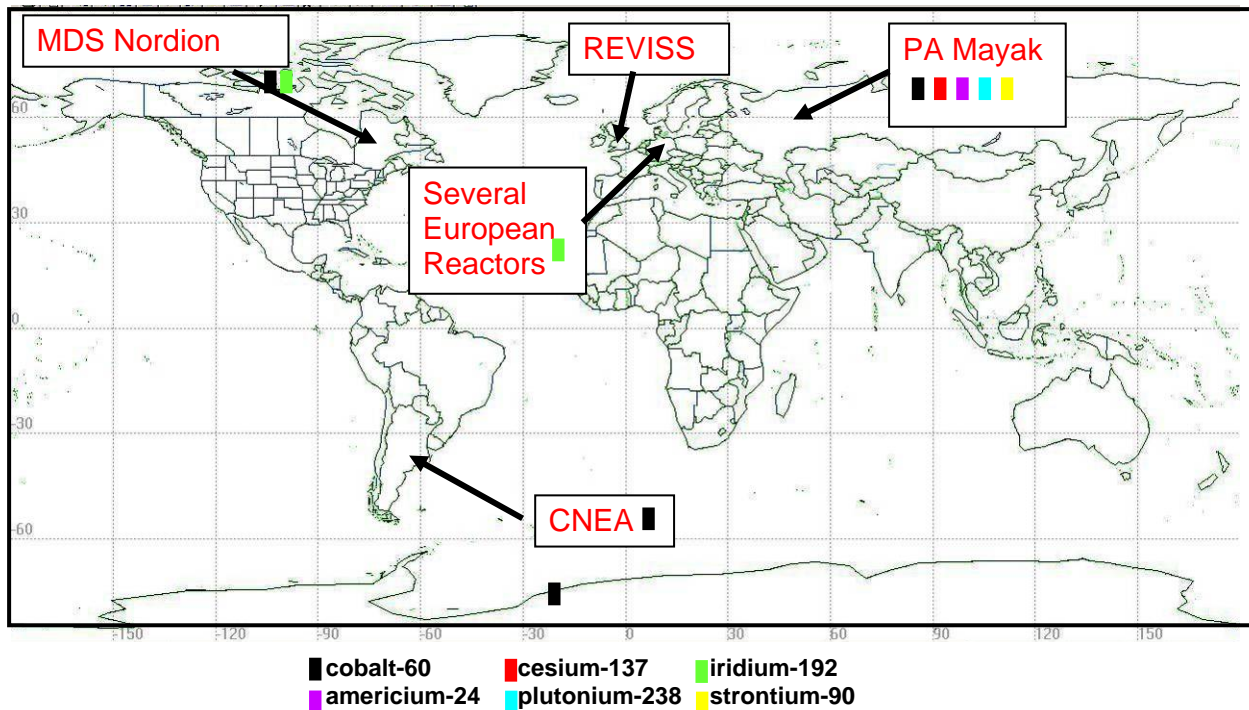 MDS Nordion
REVISS
PA Mayak
Several
European
Reactors
CNEA
60
30
0
-30
-60
-150
-120
-90
-60
-30
0
30
60
90
120
150
cobalt-60
cesium-137
iridium-192
americium-24
plutonium-238
strontium-90